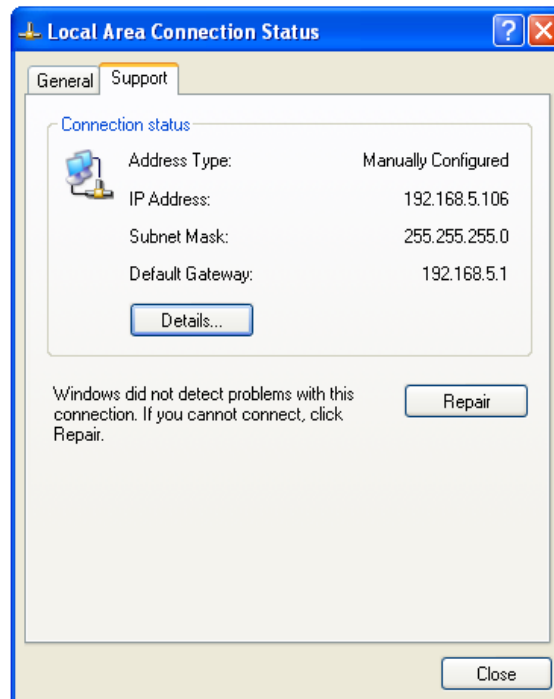 Local Area Connection Status
General Support
Connection status
Address Type: Manually Configured
IP Address: 192.168.5.106
Subnet Mask: 255.255.255.0
Default Gateway: 192.168.5.1
Details...
Windows did not detect problems with this
connection. If you cannot connect, click
Repair.
Repair
Close